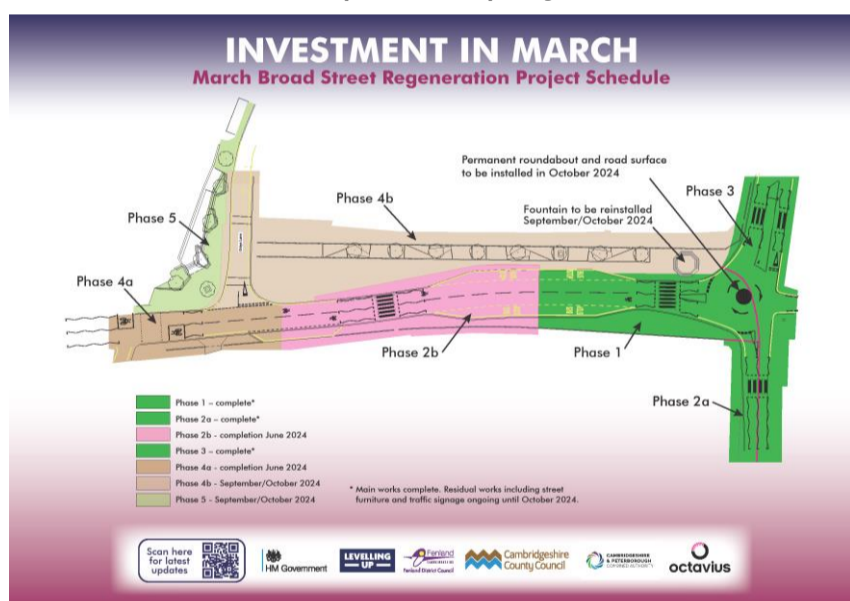 INVESTMENT IN MARCH
March Broad Street Regeneration Project Schedule
Permanent roundabout and road surface
to be installed in October 2024
Phase 3
Phase 4b
Fountain to be reinstalled
September/October 2024
Phase 5
Phase 4a
Phase 2b
Phase 1
Phase 2a
Phase 1 – complete*
Phase 2a – complete*
Phase 2b - completion June 2024
Phase 3 – complete*
Phase 4a - completion June 2024
Phase 4b - September/October 2024
Phase 5 - September/October 2024
* Main works complete. Residual works including street
furniture and traffic signage ongoing until October 2024.
Scan here
for latest
updates
HM Government
LEVELLING
UP
Fenland
Fenland District Council
Cambridgeshire
County Council
CAMBRIDGESHIRE
& PETERBOROUGH
COMBINED AUTHORITY
octavius